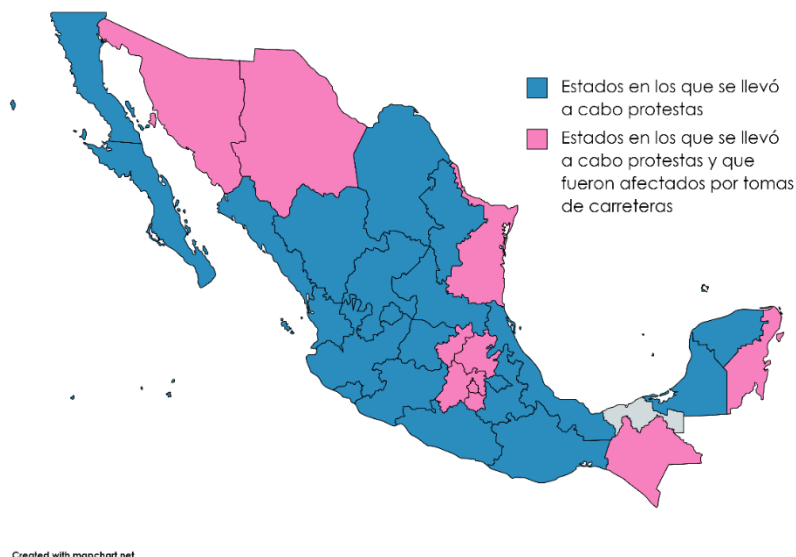 Estados en los que se llevó
a cabo protestas
Estados en los que se llevó
a cabo protestas y que
fueron afectados por tomas
de carreteras
Created with mapchart.net